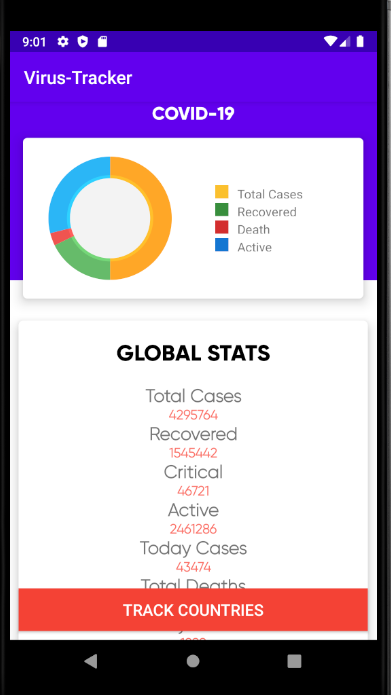 9:01
Virus-Tracker
COVID-19
Total Cases
Recovered
Death
Active
GLOBAL STATS
Total Cases
4295764
Recovered
1545442
Critical
46721
Active
2461286
Today Cases
43474
Total Deaths
TRACK COUNTRIES